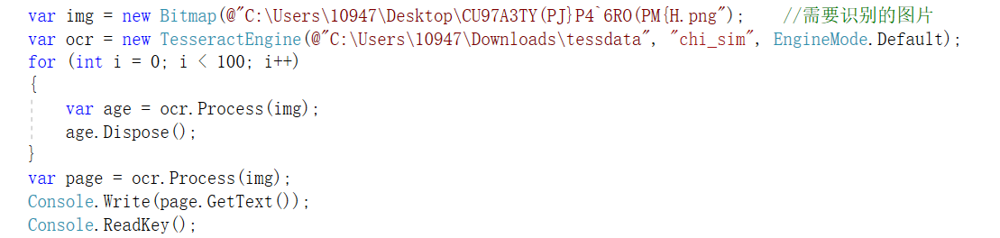 var img = new Bitmap(@"C:\Users\10947\Desktop\CU97A3TY(PJ}P4`6RO(PM{H.png");    //需要识别的图片
var ocr = new TesseractEngine(@"C:\Users\10947\Downloads\tessdata", "chi_sim", EngineMode.Default);
for (int i = 0; i < 100; i++)
{
    var age = ocr.Process(img);
    age.Dispose();
}
var page = ocr.Process(img);
Console.Write(page.GetText());
Console.ReadKey();